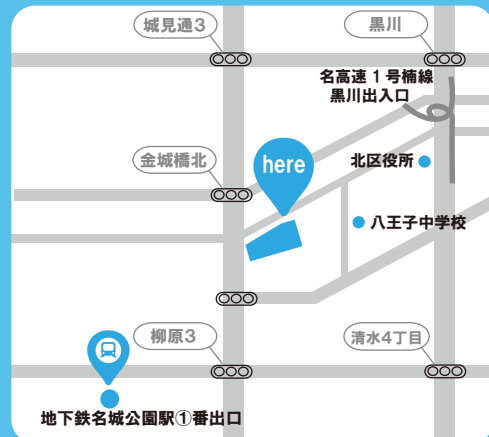 城見通3
黒川
名高速1号楠線
黒川出入口
金城橋北
here
北区役所
八王子中学校
柳原3
清水4丁目
地下鉄名城公園駅①番出口